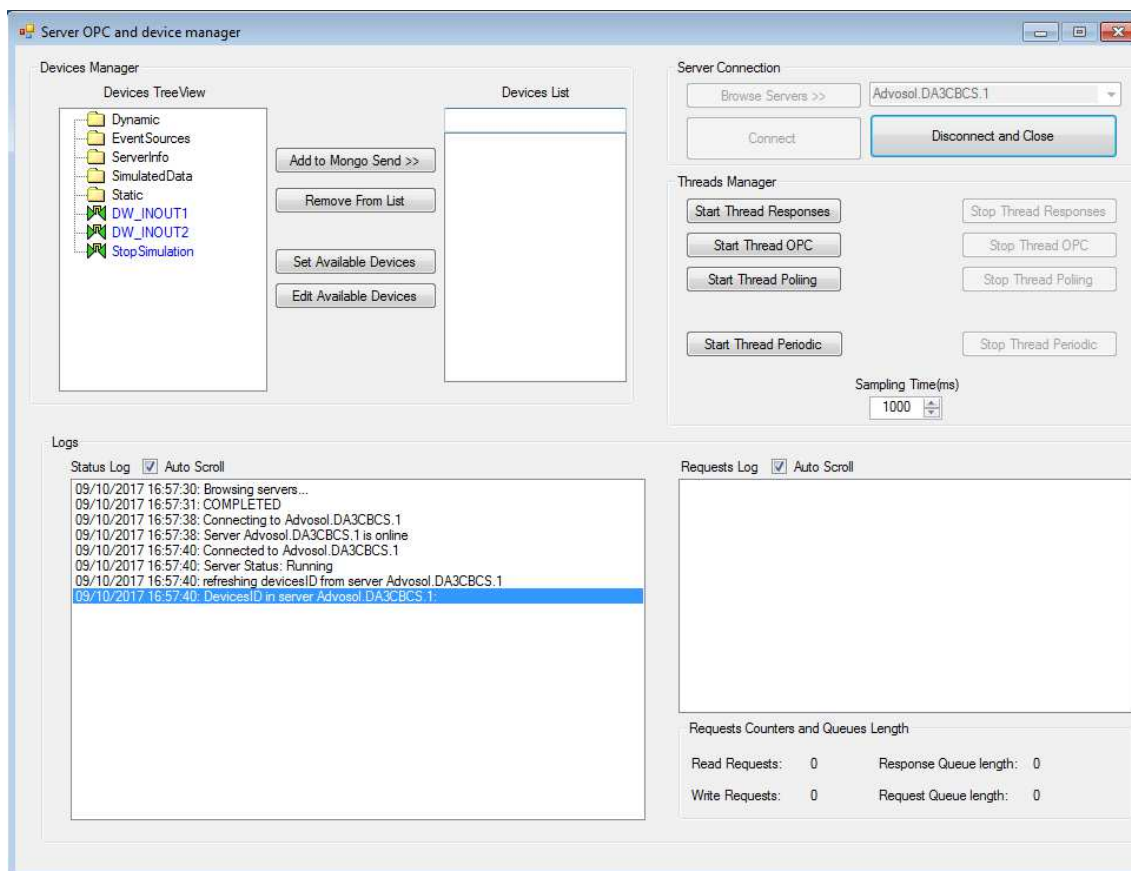 Server OPC and device manager
Devices Manager
Devices TreeView
Dynamic
EventSources
ServerInfo
SimulatedData
Static
DW_INOUT1
DW_INOUT2
StopSimulation
Add to Mongo Send >>
Remove From List
Set Available Devices
Edit Available Devices
Devices List
Server Connection
Browse Servers >>
Advosol.DA3CBCS.1
Connect
Disconnect and Close
Threads Manager
Start Thread Responses
Stop Thread Responses
Start Thread OPC
Stop Thread OPC
Start Thread Poliing
Stop Thread Poliing
Start Thread Periodic
Stop Thread Periodic
Sampling Time(ms)
1000
Logs
Status Log Auto Scroll
09/10/2017 16:57:30: Browsing servers...
09/10/2017 16:57:31: COMPLETED
09/10/2017 16:57:38: Connecting to Advosol.DA3CBCS.1
09/10/2017 16:57:38: Server Advosol.DA3CBCS.1 is online
09/10/2017 16:57:40: Connected to Advosol.DA3CBCS.1
09/10/2017 16:57:40: Server Status: Running
09/10/2017 16:57:40: refreshing devicesID from server Advosol.DA3CBCS.1
09/10/2017 16:57:40: DevicesID in server Advosol.DA3CBCS.1:
Requests Log Auto Scroll
Requests Counters and Queues Length
Read Requests: 0 Response Queue length: 0
Write Requests: 0 Request Queue length: 0